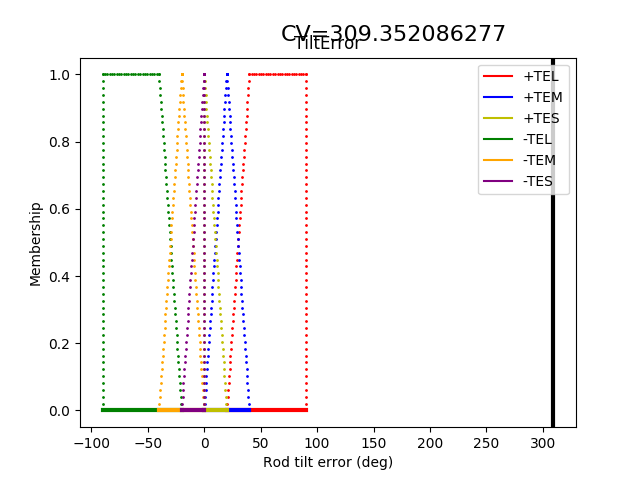 CV=309.352086277
TiltError
+TEL
+TEM
+TES
-TEL
-TEM
-TES
1.0
0.8
0.6
0.4
0.2
0.0
Membership
−100 −50 0 50 100 150 200 250 300
Rod tilt error (deg)